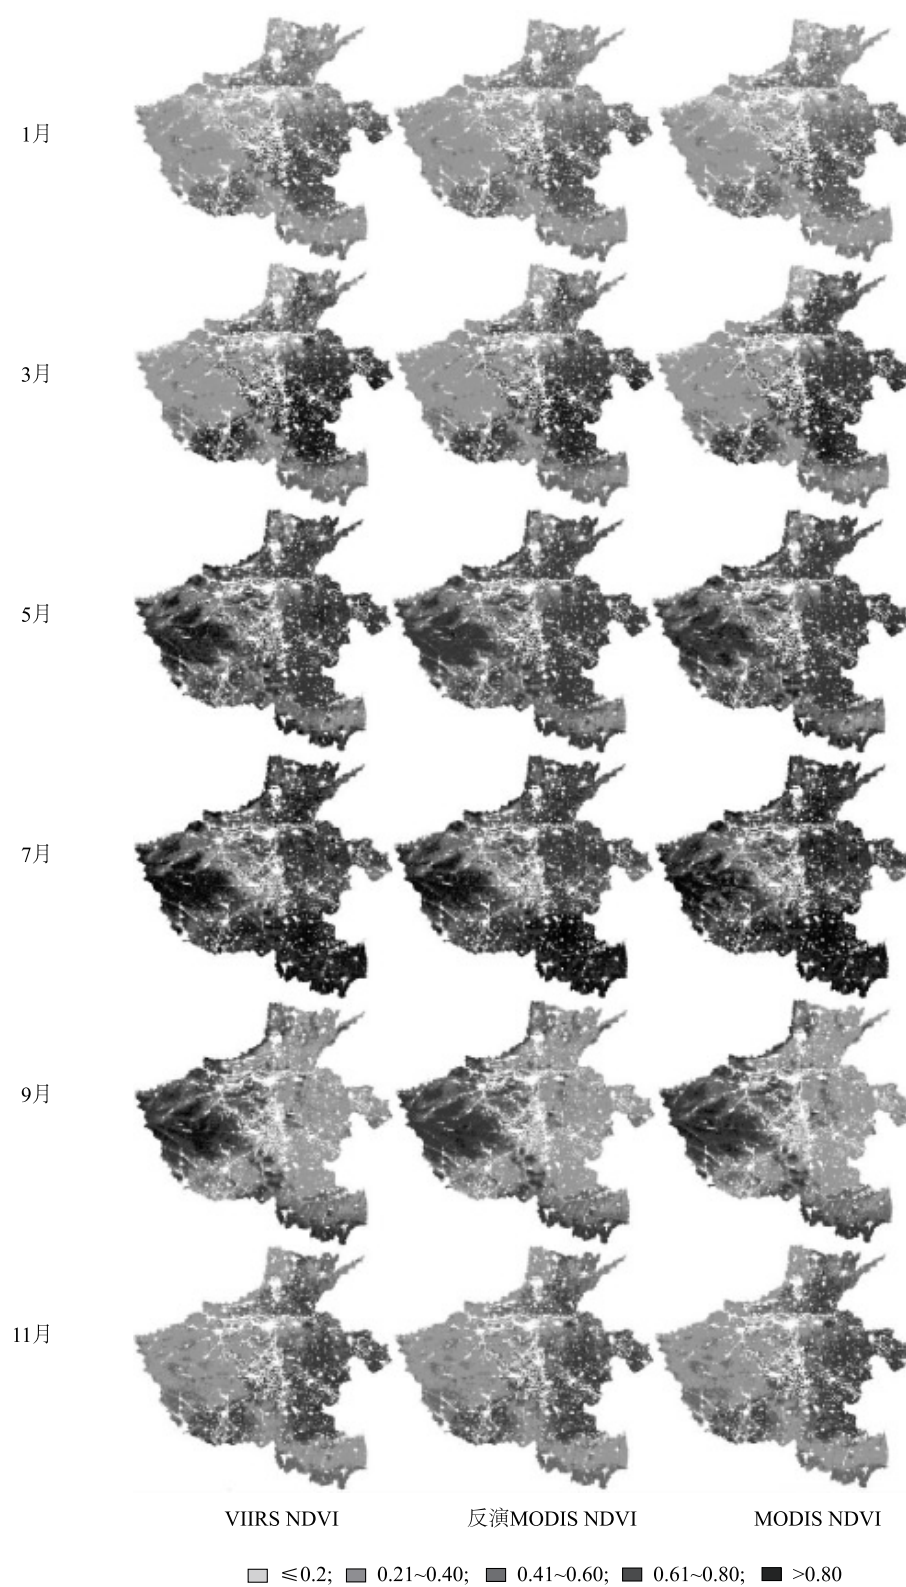 1月
3月
5月
7月
9月
11月
VIIRS NDVI 反演MODIS NDVI MODIS NDVI
≤0.2; 0.21~0.40; 0.41~0.60; 0.61~0.80; >0.80